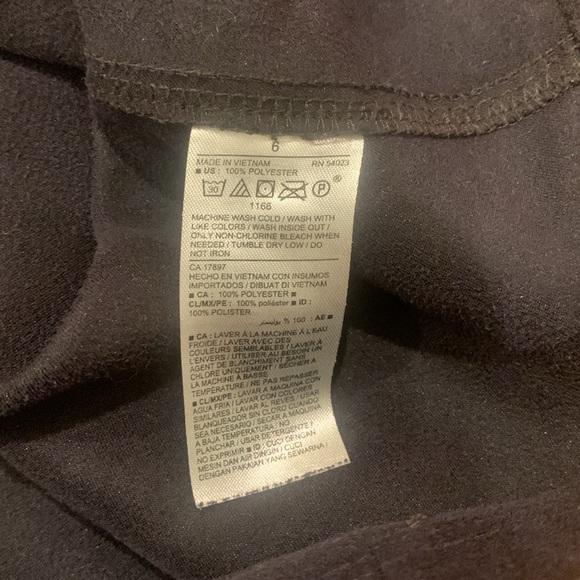 6
MADE IN VIETNAM RN 54023
■ US : 100% POLYESTER
30 P ®
1166
MACHINE WASH COLD / WASH WITH
LIKE COLORS / WASH INSIDE OUT /
ONLY NON-CHLORINE BLEACH WHEN
NEEDED / TUMBLE DRY LOW / DO
NOT IRON
CA 17897
HECHO EN VIETNAM CON INSUMOS
IMPORTADOS / DIBUAT DI VIETNAM
■ CA : 100% POLYESTER ■
CL/MX/PE : 100% poliéster ■ ID :
100% POLISTER
■ AE : 100 % بوليستر
■ CA : LAVER À LA MACHINE À L'EAU
FROIDE / LAVER AVEC DES
COULEURS SEMBLABLES / LAVER À
L'ENVERS / UTILISER AU BESOIN UN
AGENT DE BLANCHIMENT SANS
CHLORE UNIQUEMENT / SÉCHER À
LA MACHINE À BASSE
TEMPÉRATURE / NE PAS REPASSER
■ CL/MX/PE : LAVAR A MAQUINA CON
AGUA FRIA / LAVAR CON COLORES
SIMILARES / LAVAR AL REVES / USAR
BLANQUEADOR SIN CLORO CUANDO
SEA NECESARIO / SECAR A MAQUINA
A BAJA TEMPERATURA / NO
PLANCHAR / USAR DETERGENTE /
NO EXPRIMIR ■ ID : CUCI DENGAN
MESIN DAN AIR DINGIN / CUCI
DENGAN PAKAIAN YANG SEWARNA /